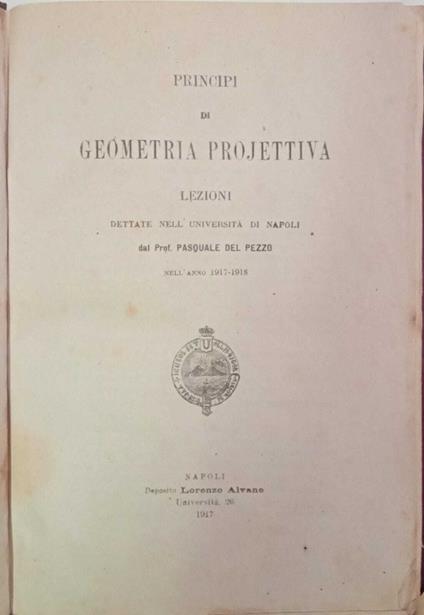 PRINCIPI
DI
GEOMETRIA PROJETTIVA
LEZIONI
DETTATE NELL'UNIVERSITÀ DI NAPOLI
dal Prof. PASQUALE DEL PEZZO
NELL'ANNO 1917-1918
NAPOLI
Deposito Lorenzo Alvano
Università, 26
1917